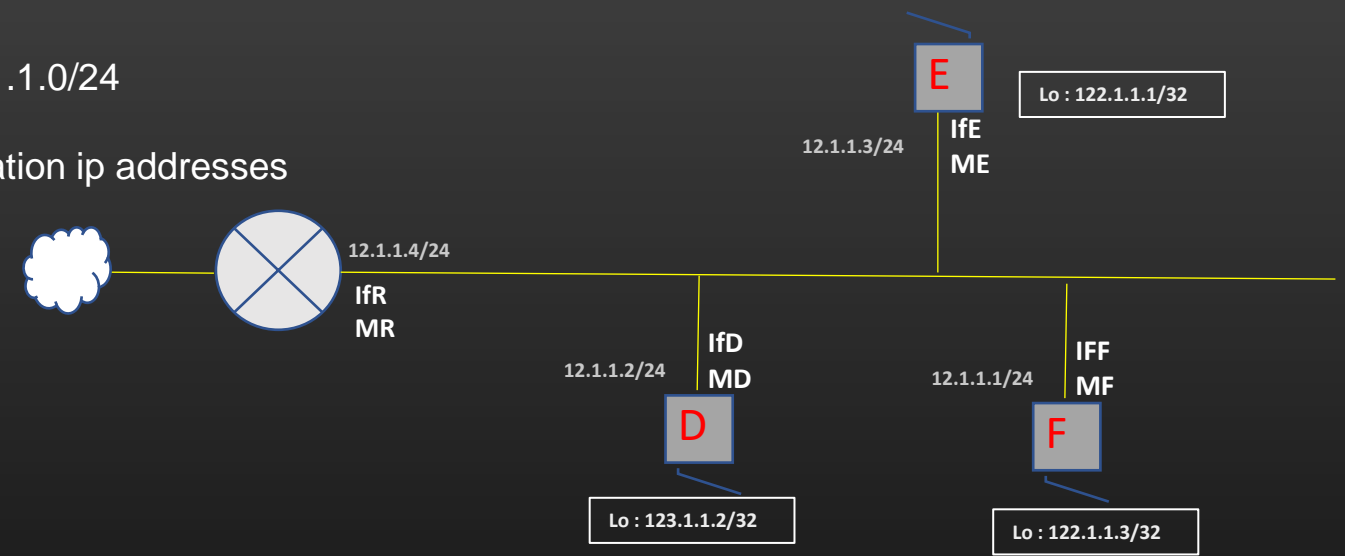 .1.0/24
ation ip addresses
E
Lo : 122.1.1.1/32
IfE
ME
12.1.1.3/24
12.1.1.4/24
IfR
MR
IfD
MD
12.1.1.2/24
D
Lo : 123.1.1.2/32
IFF
MF
12.1.1.1/24
F
Lo : 122.1.1.3/32